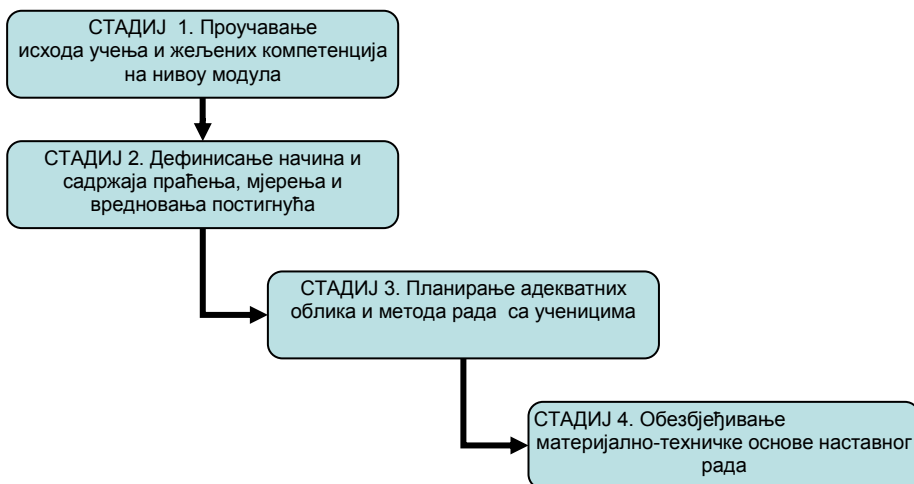 СТАДИЈ 1. Проучавање
исхода учења и жељених компетенција
на нивоу модула
СТАДИЈ 2. Дефинисање начина и
садржаја праћења, мјерења и
вредновања постигнућа
СТАДИЈ 3. Планирање адекватних
облика и метода рада са ученицима
СТАДИЈ 4. Обезбјеђивање
материјално-техничке основе наставног
рада